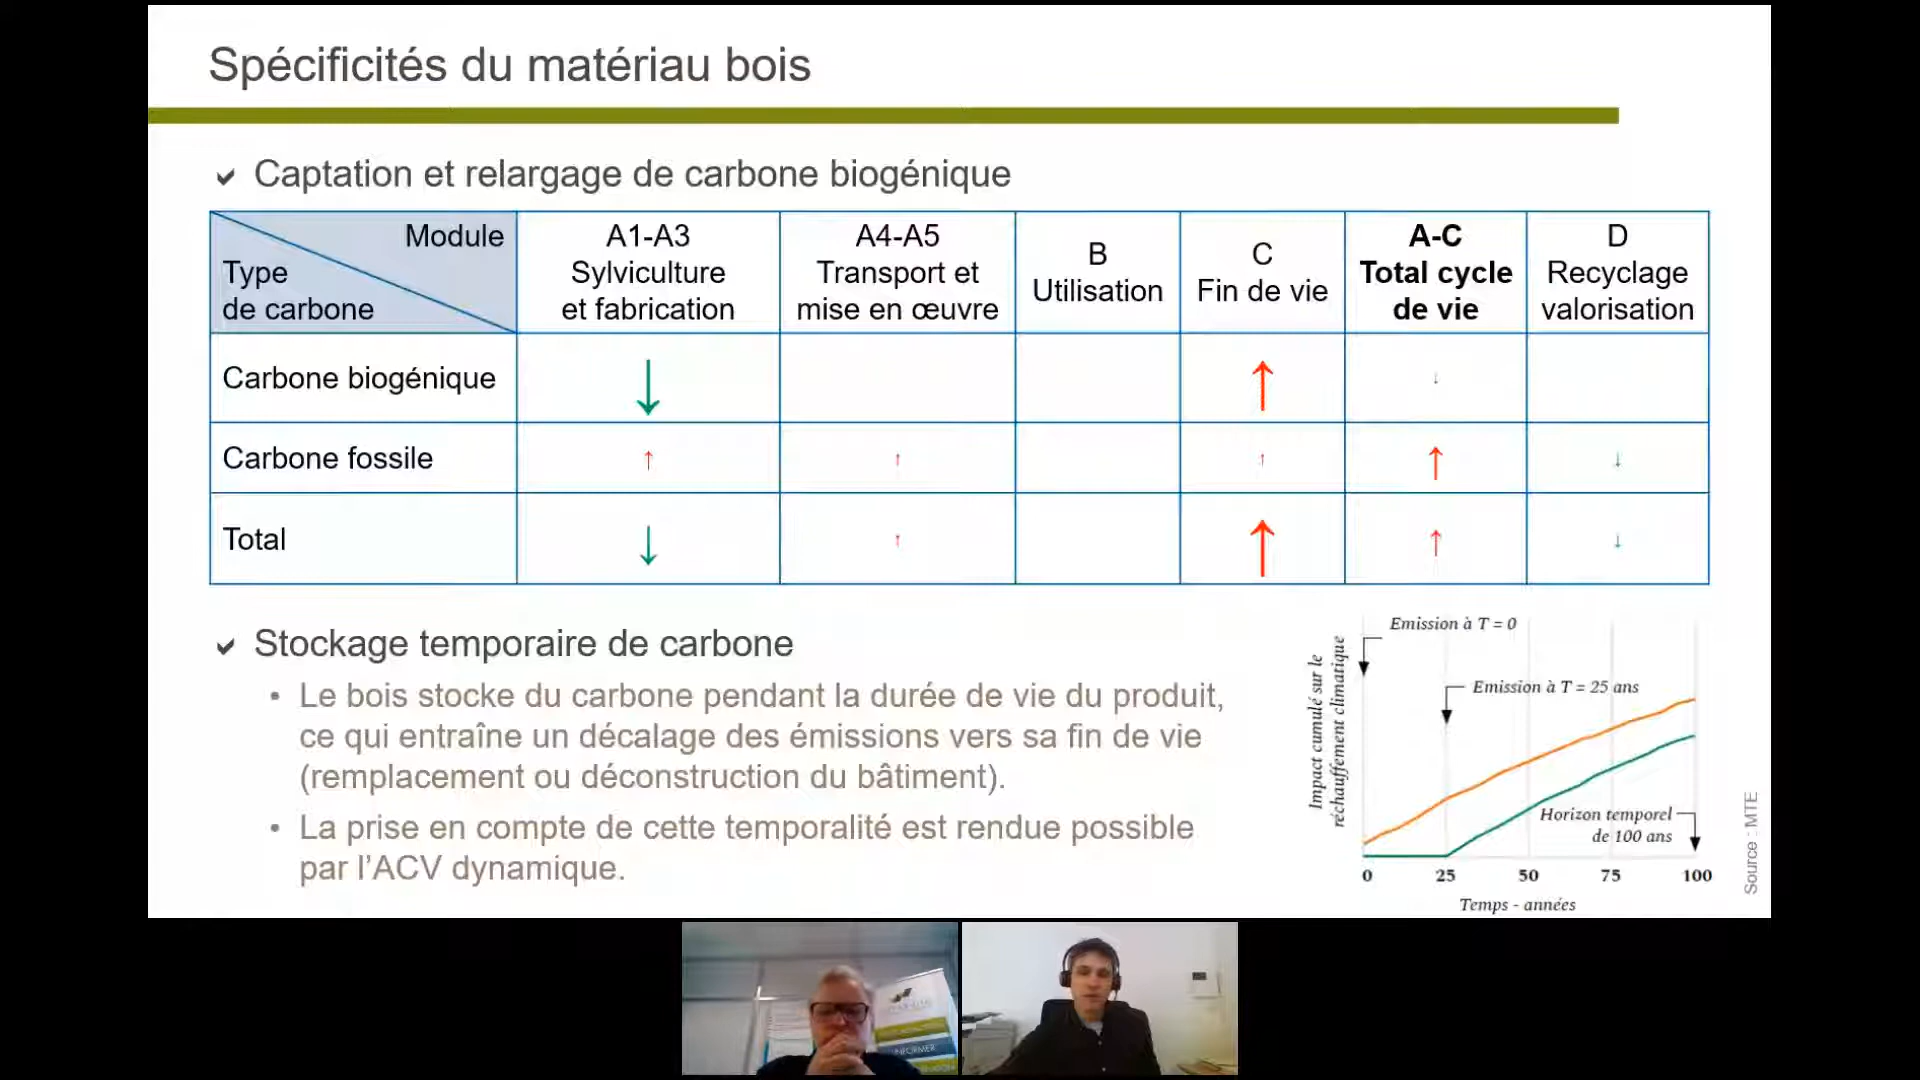 Spécificités du matériau bois
Captation et relargage de carbone biogénique
Module
Type
de carbone
A1-A3
Sylviculture
et fabrication
A4-A5
Transport et
mise en œuvre
B
Utilisation
C
Fin de vie
A-C
Total cycle
de vie
D
Recyclage
valorisation
Carbone biogénique
↓
↑
↓
Carbone fossile
↑
↑
↑
↑
↓
Total
↓
↑
↑
↑
↓
Stockage temporaire de carbone
• Le bois stocke du carbone pendant la durée de vie du produit,
ce qui entraîne un décalage des émissions vers sa fin de vie
(remplacement ou déconstruction du bâtiment).
• La prise en compte de cette temporalité est rendue possible
par l’ACV dynamique.
Impact cumulé sur le
réchauffement climatique
Emission à T = 0
Emission à T = 25 ans
Horizon temporel
de 100 ans
0 25 50 75 100
Temps - années
Source : MTE
INFORMER